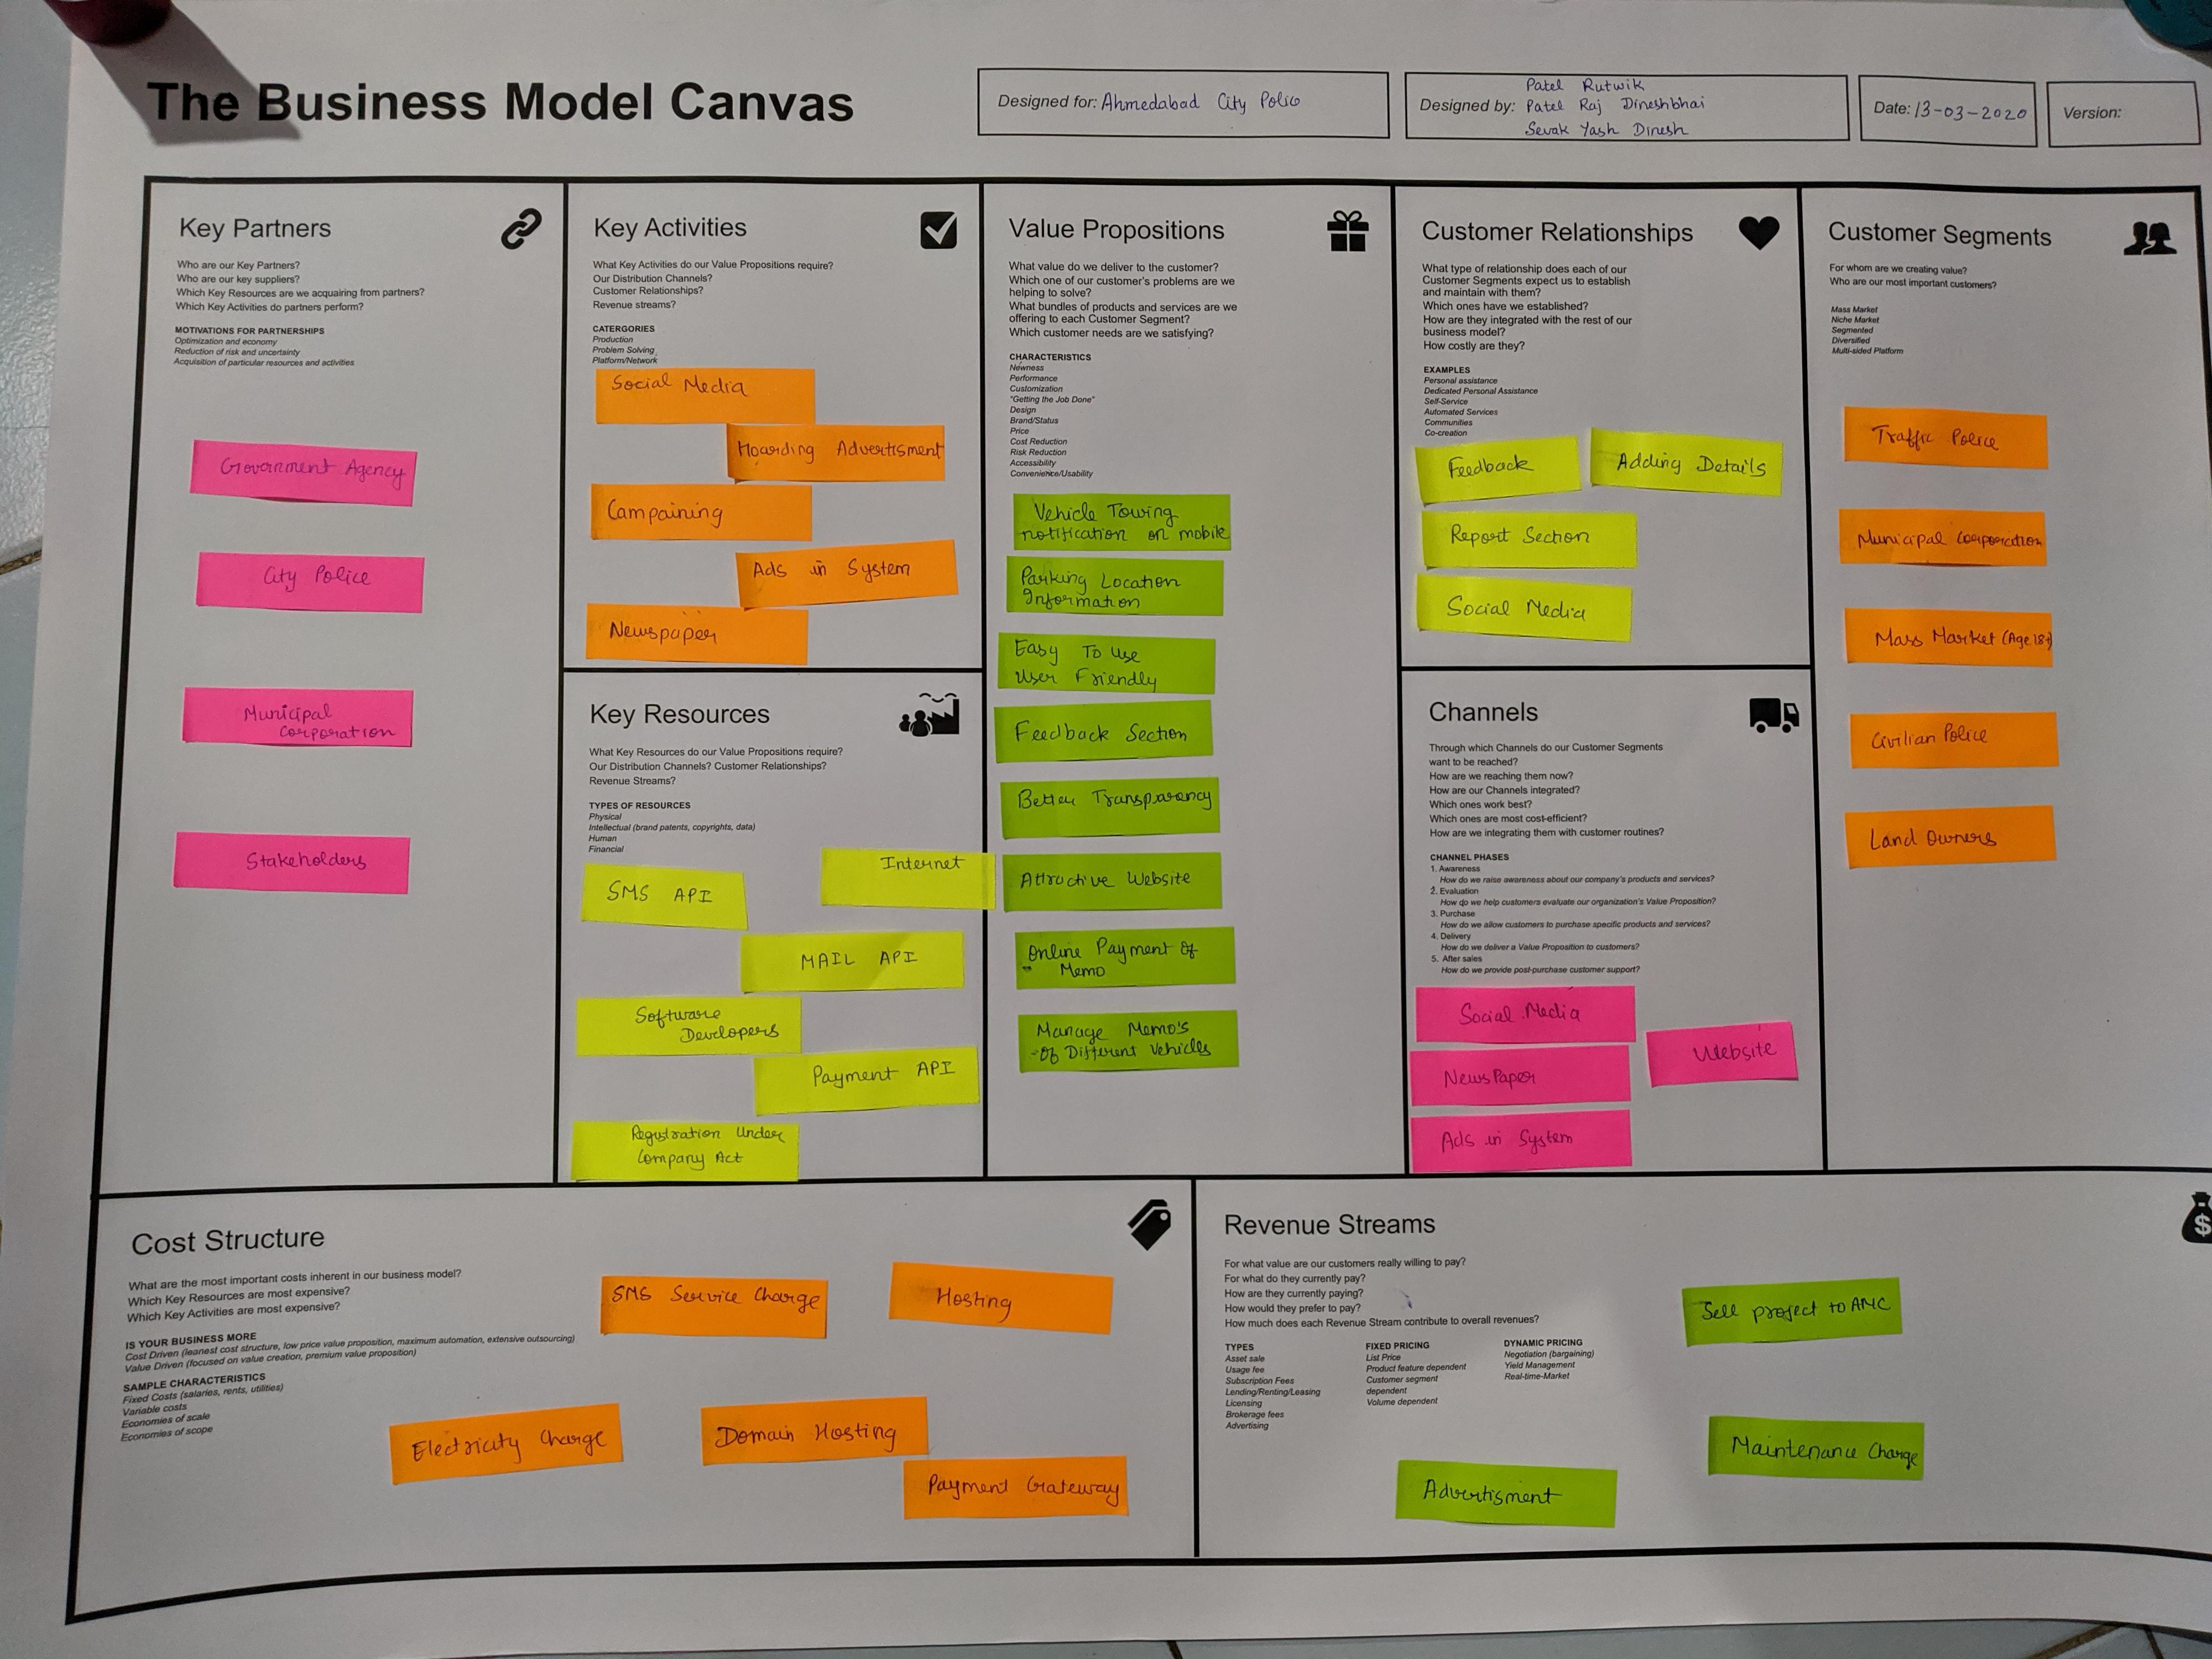 The Business Model Canvas
Designed for: Ahmedabad City Police
Designed by:
Patel Rutwik
Patel Raj Dineshbhai
Sevak Yash Dinesh
Date: 13-03-2020
Version:
Key Partners
Who are our Key Partners?
Who are our key suppliers?
Which Key Resources are we acquairing from partners?
Which Key Activities do partners perform?
MOTIVATIONS FOR PARTNERSHIPS
Optimization and economy
Reduction of risk and uncertainty
Acquisition of particular resources and activities
Government Agency
City Police
Municipal
Corporation
Stakeholders
Key Activities
What Key Activities do our Value Propositions require?
Our Distribution Channels?
Customer Relationships?
Revenue streams?
CATERGORIES
Production
Problem Solving
Platform/Network
Social Media
Hoarding Advertisment
Campaining
Ads in System
Newspaper
Key Resources
What Key Resources do our Value Propositions require?
Our Distribution Channels? Customer Relationships?
Revenue Streams?
TYPES OF RESOURCES
Physical
Intellectual (brand patents, copyrights, data)
Human
Financial
Internet
SMS API
MAIL API
Software
Developers
Payment API
Registration Under
Company Act
Value Propositions
What value do we deliver to the customer?
Which one of our customer's problems are we
helping to solve?
What bundles of products and services are we
offering to each Customer Segment?
Which customer needs are we satisfying?
CHARACTERISTICS
Newness
Performance
Customization
"Getting the Job Done"
Design
Brand/Status
Price
Cost Reduction
Risk Reduction
Accessibility
Convenience/Usability
Vehicle Towing
notification on mobile
Parking Location
Information
Easy To Use
User Friendly
Feedback Section
Better Transparancy
Attractive Website
Online Payment of
Memo
Manage Memo's
of Different Vehicles
Customer Relationships
What type of relationship does each of our
Customer Segments expect us to establish
and maintain with them?
Which ones have we established?
How are they integrated with the rest of our
business model?
How costly are they?
EXAMPLES
Personal assistance
Dedicated Personal Assistance
Self-Service
Automated Services
Communities
Co-creation
Feedback
Adding Details
Report Section
Social Media
Channels
Through which Channels do our Customer Segments
want to be reached?
How are we reaching them now?
How are our Channels integrated?
Which ones work best?
Which ones are most cost-efficient?
How are we integrating them with customer routines?
CHANNEL PHASES
1. Awareness
How do we raise awareness about our company's products and services?
2. Evaluation
How do we help customers evaluate our organization's Value Proposition?
3. Purchase
How do we allow customers to purchase specific products and services?
4. Delivery
How do we deliver a Value Proposition to customers?
5. After sales
How do we provide post-purchase customer support?
Social Media
Website
NewsPaper
Ads in System
Customer Segments
For whom are we creating value?
Who are our most important customers?
Mass Market
Niche Market
Segmented
Diversified
Multi-sided Platform
Traffic Police
Municipal Corporation
Mass Market (Age 18+)
Civilian Police
Land Owners
Cost Structure
What are the most important costs inherent in our business model?
Which Key Resources are most expensive?
Which Key Activities are most expensive?
IS YOUR BUSINESS MORE
Cost Driven (leanest cost structure, low price value proposition, maximum automation, extensive outsourcing)
Value Driven (focused on value creation, premium value proposition)
SAMPLE CHARACTERISTICS
Fixed Costs (salaries, rents, utilities)
Variable costs
Economies of scale
Economies of scope
SMS Service Charge
Hosting
Electricity Charge
Domain Hosting
Payment Gateway
Revenue Streams
For what value are our customers really willing to pay?
For what do they currently pay?
How are they currently paying?
How would they prefer to pay?
How much does each Revenue Stream contribute to overall revenues?
TYPES
Asset sale
Usage fee
Subscription Fees
Lending/Renting/Leasing
Licensing
Brokerage fees
Advertising
FIXED PRICING
List Price
Product feature dependent
Customer segment
dependent
Volume dependent
DYNAMIC PRICING
Negotiation (bargaining)
Yield Management
Real-time-Market
Sell project to AMC
Advertisment
Maintenance Charge